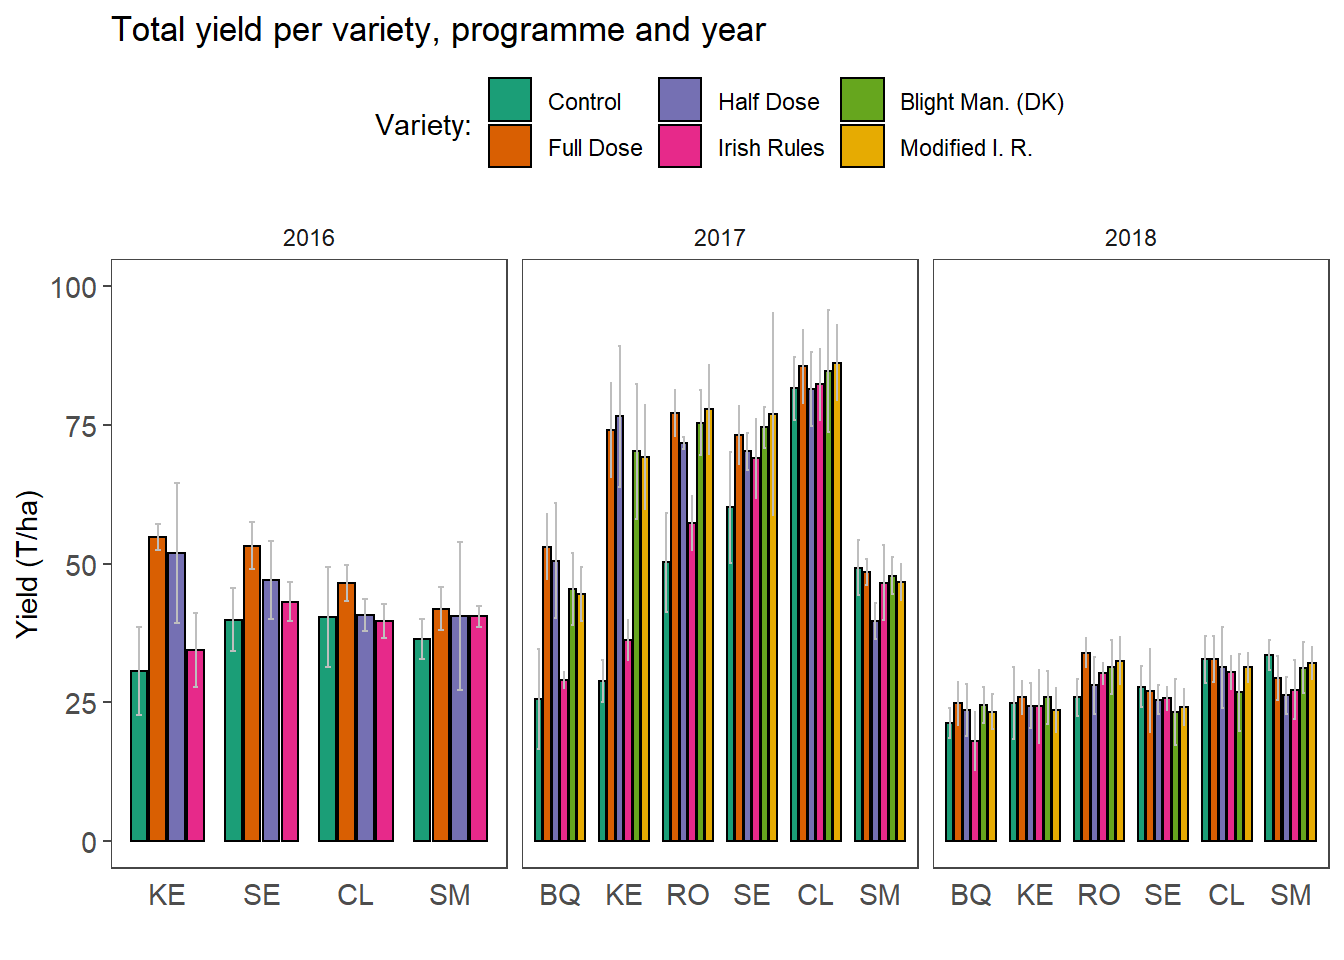 Total yield per variety, programme and year
Variety:
Control
Half Dose
Blight Man. (DK)
Full Dose
Irish Rules
Modified I. R.
2016
2017
2018
Yield (T/ha)
100
75
50
25
0
KE SE CL SM
BQ KE RO SE CL SM
BQ KE RO SE CL SM